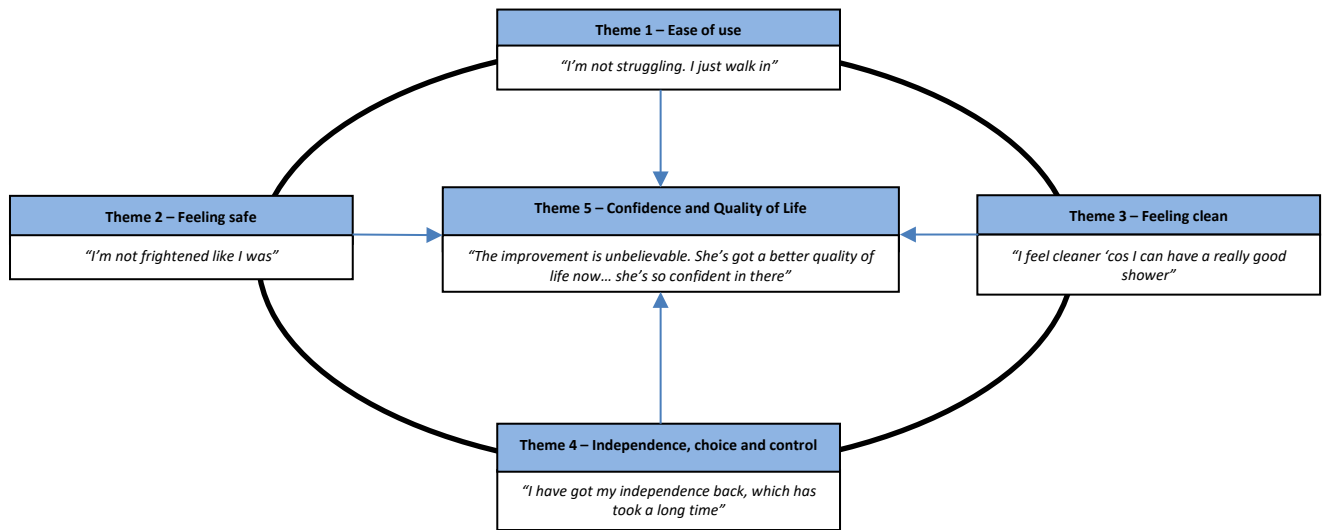 Theme 1 – Ease of use
“I’m not struggling. I just walk in”
Theme 2 – Feeling safe
“I’m not frightened like I was”
Theme 5 – Confidence and Quality of Life
“The improvement is unbelievable. She’s got a better quality of
life now… she’s so confident in there”
Theme 3 – Feeling clean
“I feel cleaner ‘cos I can have a really good
shower”
Theme 4 – Independence, choice and control
“I have got my independence back, which has
took a long time”